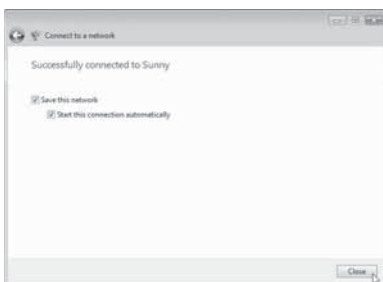 Connect to a network
Successfully connected to Sunny
Save this network
Start this connection automatically
Close